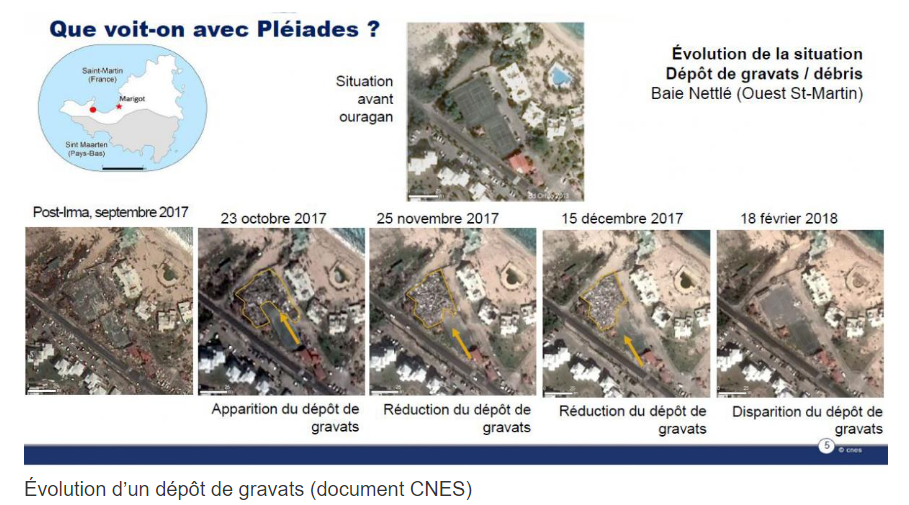 Que voit-on avec Pléiades ?
Saint-Martin
(France)
Marigot
Sint Maarten
(Pays-Bas)
Situation
avant
ouragan
Évolution de la situation
Dépôt de gravats / débris
Baie Nettlé (Ouest St-Martin)
Post-Irma, septembre 2017
23 octobre 2017
25 novembre 2017
15 décembre 2017
18 février 2018
Apparition du dépôt de
gravats
Réduction du dépôt de
gravats
Réduction du dépôt de
gravats
Disparition du dépôt de
gravats
5
© cnes
Évolution d’un dépôt de gravats (document CNES)